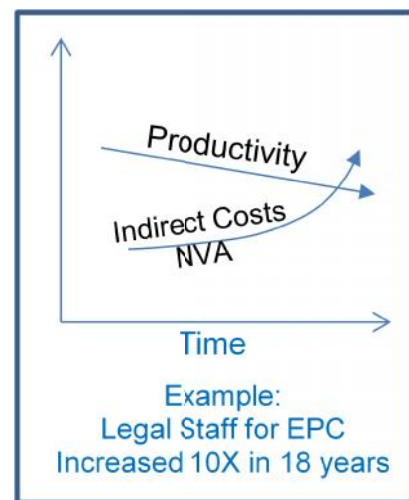 Productivity
Indirect Costs
NVA
Time
Example:
Legal Staff for EPC
Increased 10X in 18 years